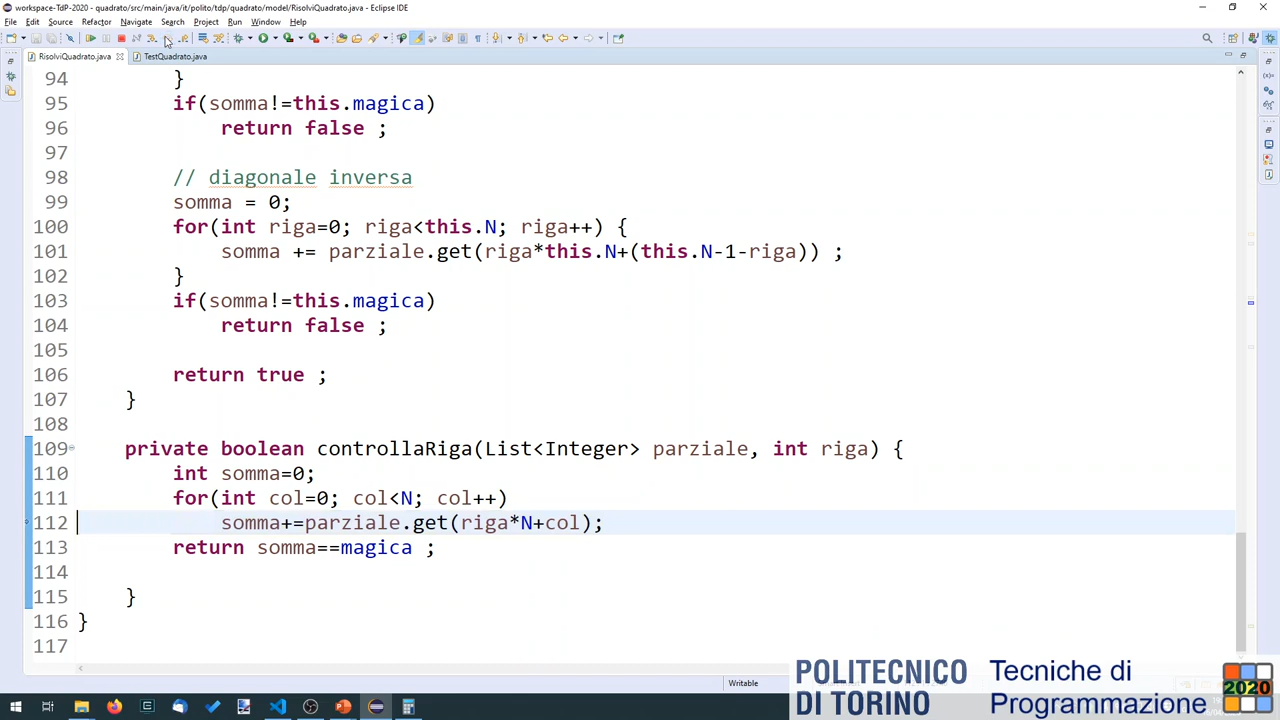 workspace-TdP-2020 - quadrato/src/main/java/it/polito/tdp/quadrato/model/RisolviQuadrato.java - Eclipse IDE
File Edit Source Refactor Navigate Search Project Run Window Help
RisolviQuadrato.java TestQuadrato.java
94 }
95 if(somma!=this.magica)
96 return false ;
97
98 // diagonale inversa
99 somma = 0;
100 for(int riga=0; riga<this.N; riga++) {
101 somma += parziale.get(riga*this.N+(this.N-1-riga)) ;
102 }
103 if(somma!=this.magica)
104 return false ;
105
106 return true ;
107 }
108
109 private boolean controllaRiga(List<Integer> parziale, int riga) {
110 int somma=0;
111 for(int col=0; col<N; col++)
112 somma+=parziale.get(riga*N+col);
113 return somma==magica ;
114
115 }
116 }
117
Writable
POLITECNICO
DI TORINO
Tecniche di
Programmazione
2020